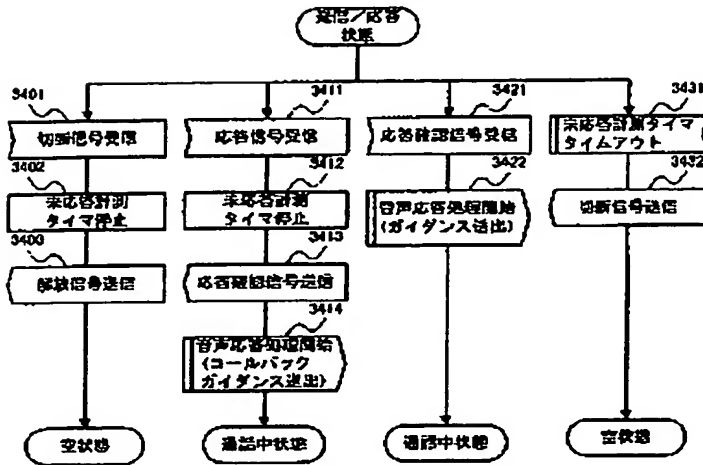 発信／応答
状態
3401
切断信号受信
3402
未応答計測
タイマ停止
3403
解放信号送信
空状態
3411
応答信号受信
3412
未応答計測
タイマ停止
3413
応答確認信号送信
3414
音声応答処理開始
(コールバック
ガイダンス送出)
通話中状態
3421
応答確認信号受信
3422
音声応答処理開始
(ガイダンス送出)
通話中状態
3431
未応答計測タイマ
タイムアウト
3432
切断信号送信
空状態